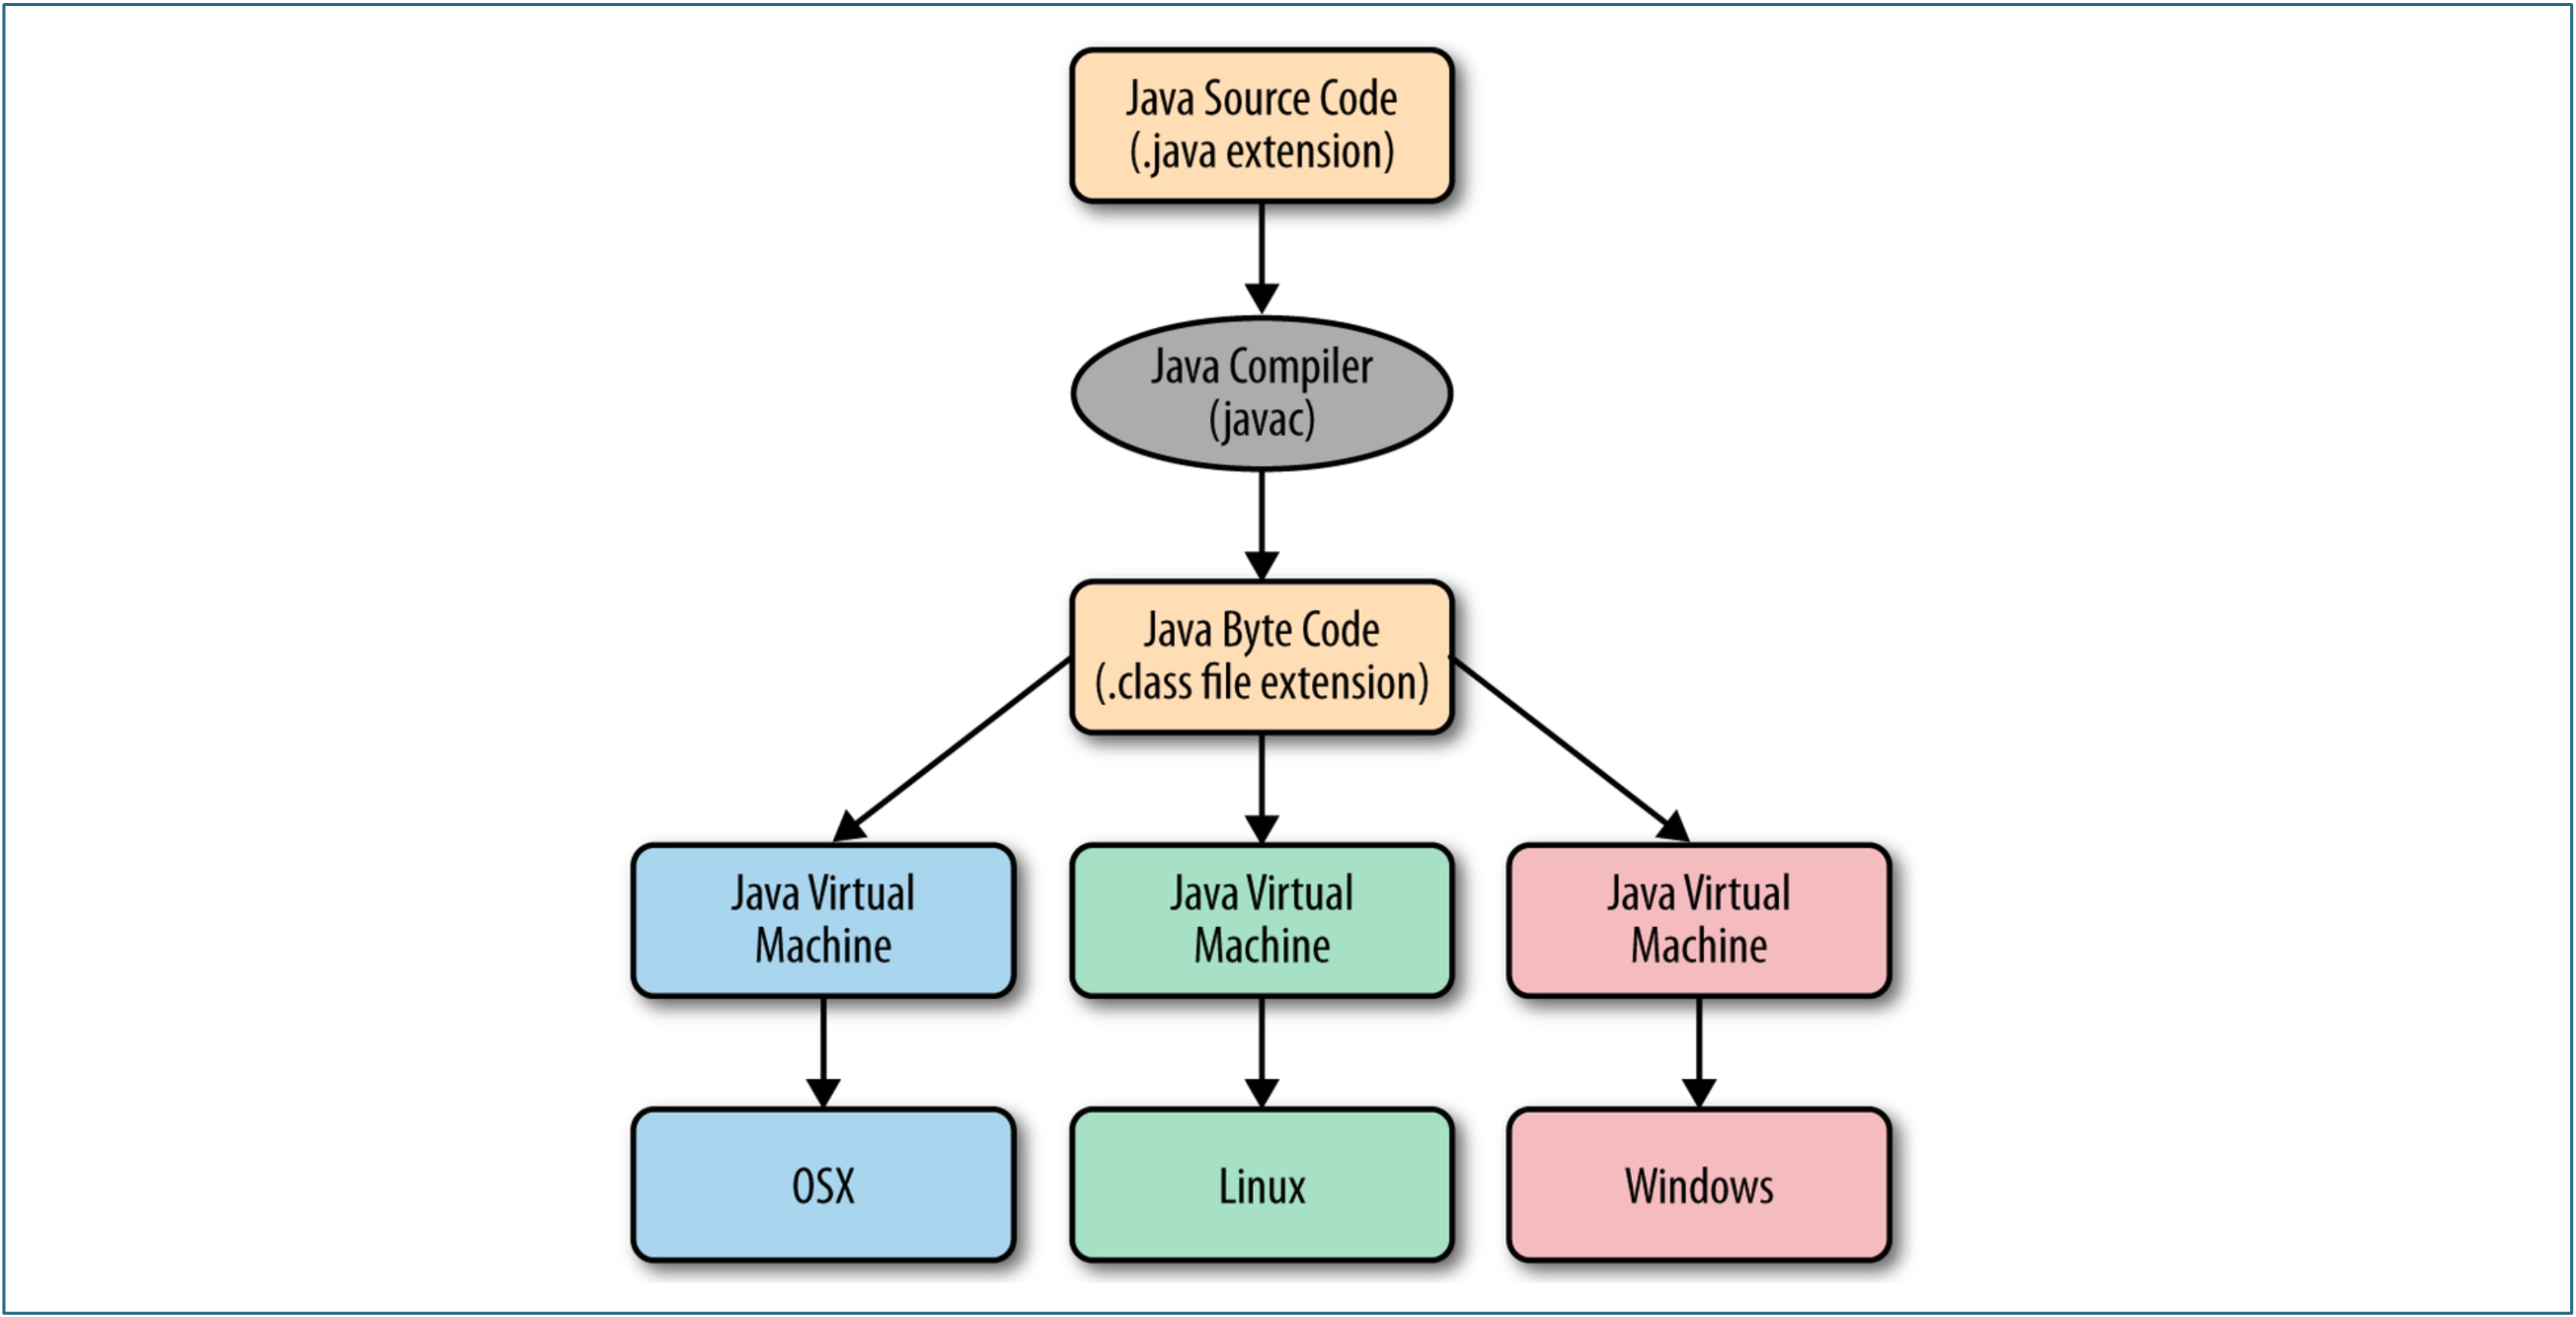 Java Source Code
(.java extension)
Java Compiler
(javac)
Java Byte Code
(.class file extension)
Java Virtual
Machine
Java Virtual
Machine
Java Virtual
Machine
OSX
Linux
Windows